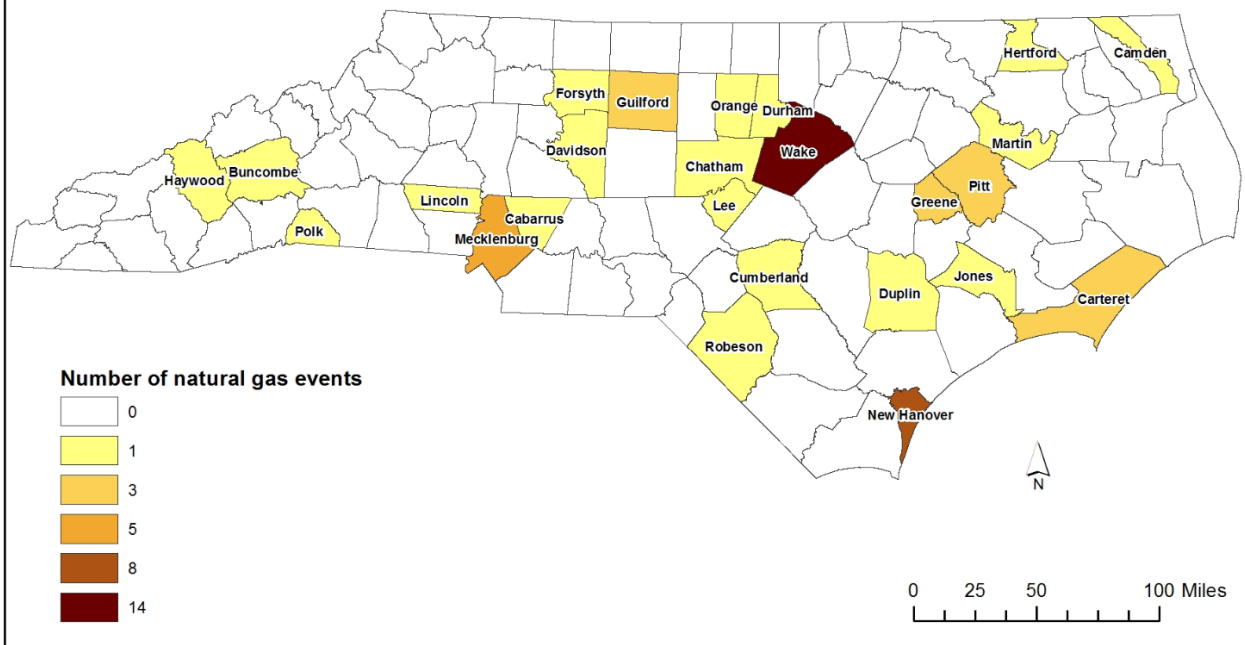 Hertford
Camden
Forsyth
Guilford
Orange
Durham
Davidson
Chatham
Wake
Martin
Haywood
Buncombe
Pitt
Greene
Lincoln
Lee
Cabarrus
Polk
Mecklenburg
Cumberland
Jones
Duplin
Carteret
Robeson
New Hanover
Number of natural gas events
0
1
3
5
8
14
N
0 25 50 100 Miles